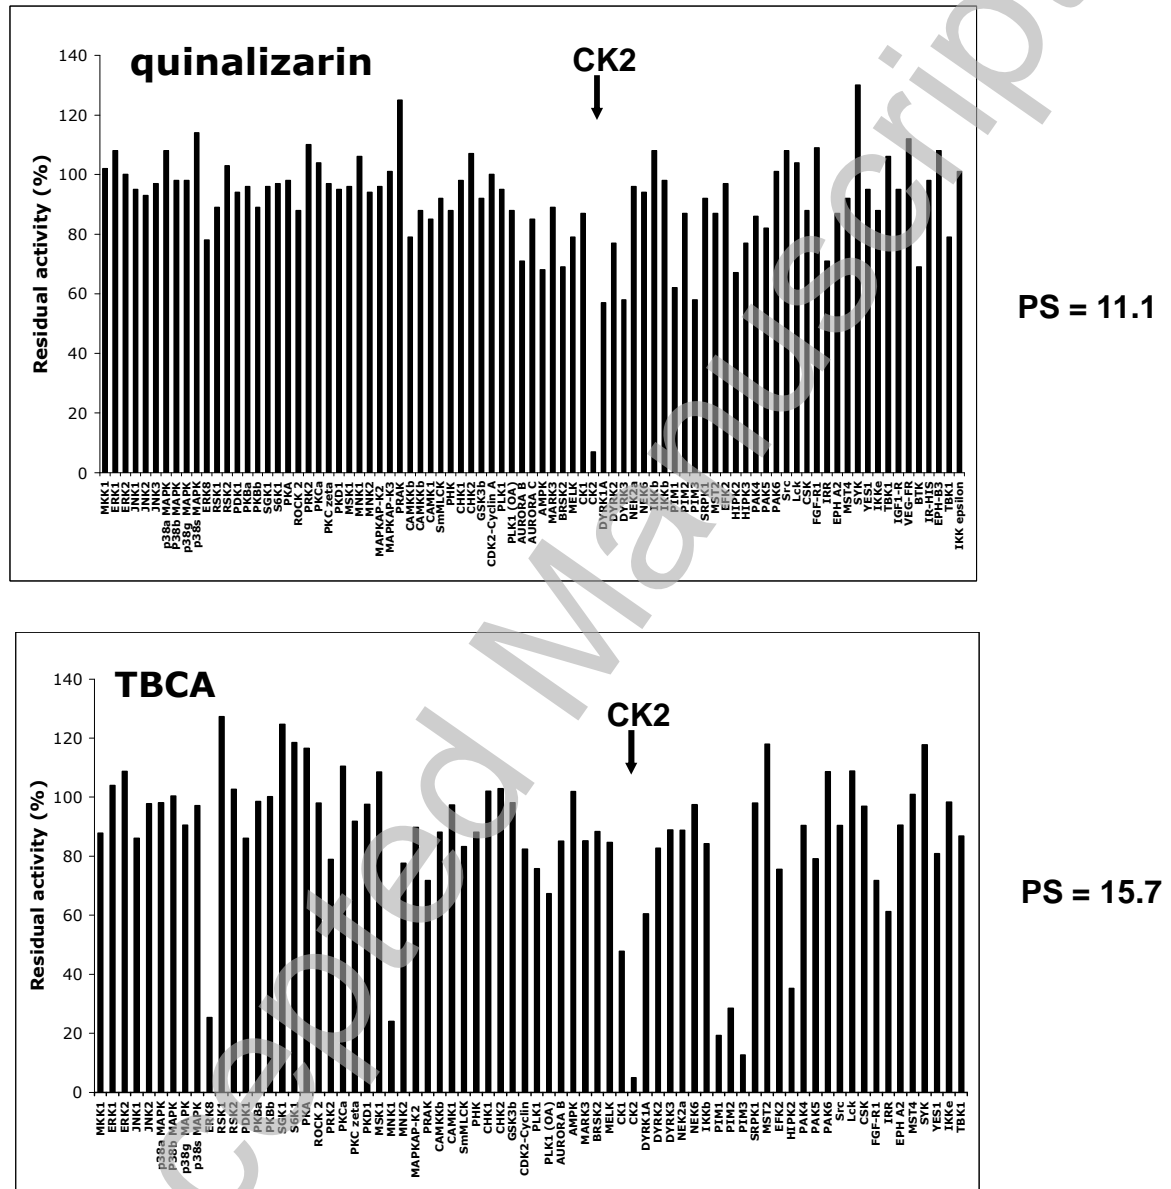 quinalizarin
CK2
140
120
100
80
60
40
20
0
Residual activity (%)
MKK1
ERK1
ERK2
JNK1
JNK2
JNK3
p38a MAPK
P38b MAPK
p38g MAPK
p38s MAPK
ERK8
RSK1
RSK2
PDK1
PKBa
PKBb
SGK1
S6K1
PKA
ROCK 2
PRK2
PKCa
PKC zeta
PKD1
MSK1
MNK1
MNK2
MAPKAP-K2
MAPKAP-K3
PRAK
CAMKKb
CAMKK1
CAMK1
SmMLCK
PHK
CHK1
CHK2
GSK3b
CDK2-Cyclin A
PLK1
PLK1 (OA)
AURORA B
AURORA C
AMPK
MARK3
BRSK2
MELK
CK1
CK2
DYRK1A
DYRK2
DYRK3
NEK2a
NEK6
IKKb
IKKb
PIM1
PIM2
PIM3
SRPK1
MST2
EFK2
HIPK2
HIPK3
PAK4
PAK5
PAK6
Src
Lck
CSK
FGF-R1
IRR
EPH A2
MST4
SYK
YES1
IKKe
TBK1
IGF1-R
VEG-FR
BTK
IR-HIS
EPH-B3
TBK1
IKK epsilon
PS = 11.1
TBCA
CK2
140
120
100
80
60
40
20
0
Residual activity (%)
MKK1
ERK1
ERK2
JNK1
JNK2
p38a MAPK
P38b MAPK
p38g MAPK
p38s MAPK
ERK8
RSK1
RSK2
PDK1
PKBa
PKBb
SGK1
S6K1
PKA
ROCK 2
PRK2
PKCa
PKC zeta
PKD1
MSK1
MNK1
MNK2
MAPKAP-K2
PRAK
CAMKKb
CAMK1
SmMLCK
PHK
CHK1
CHK2
GSK3b
CDK2-Cyclin
PLK1
PLK1 (OA)
AURORA B
AMPK
MARK3
BRSK2
MELK
CK1
CK2
DYRK1A
DYRK2
DYRK3
NEK2a
NEK6
IKKb
PIM1
PIM2
PIM3
SRPK1
MST2
EFK2
HIPK2
PAK4
PAK5
PAK6
Src
Lck
CSK
FGF-R1
IRR
EPH A2
MST4
SYK
YES1
IKKe
TBK1
PS = 15.7
cepted Manuscript